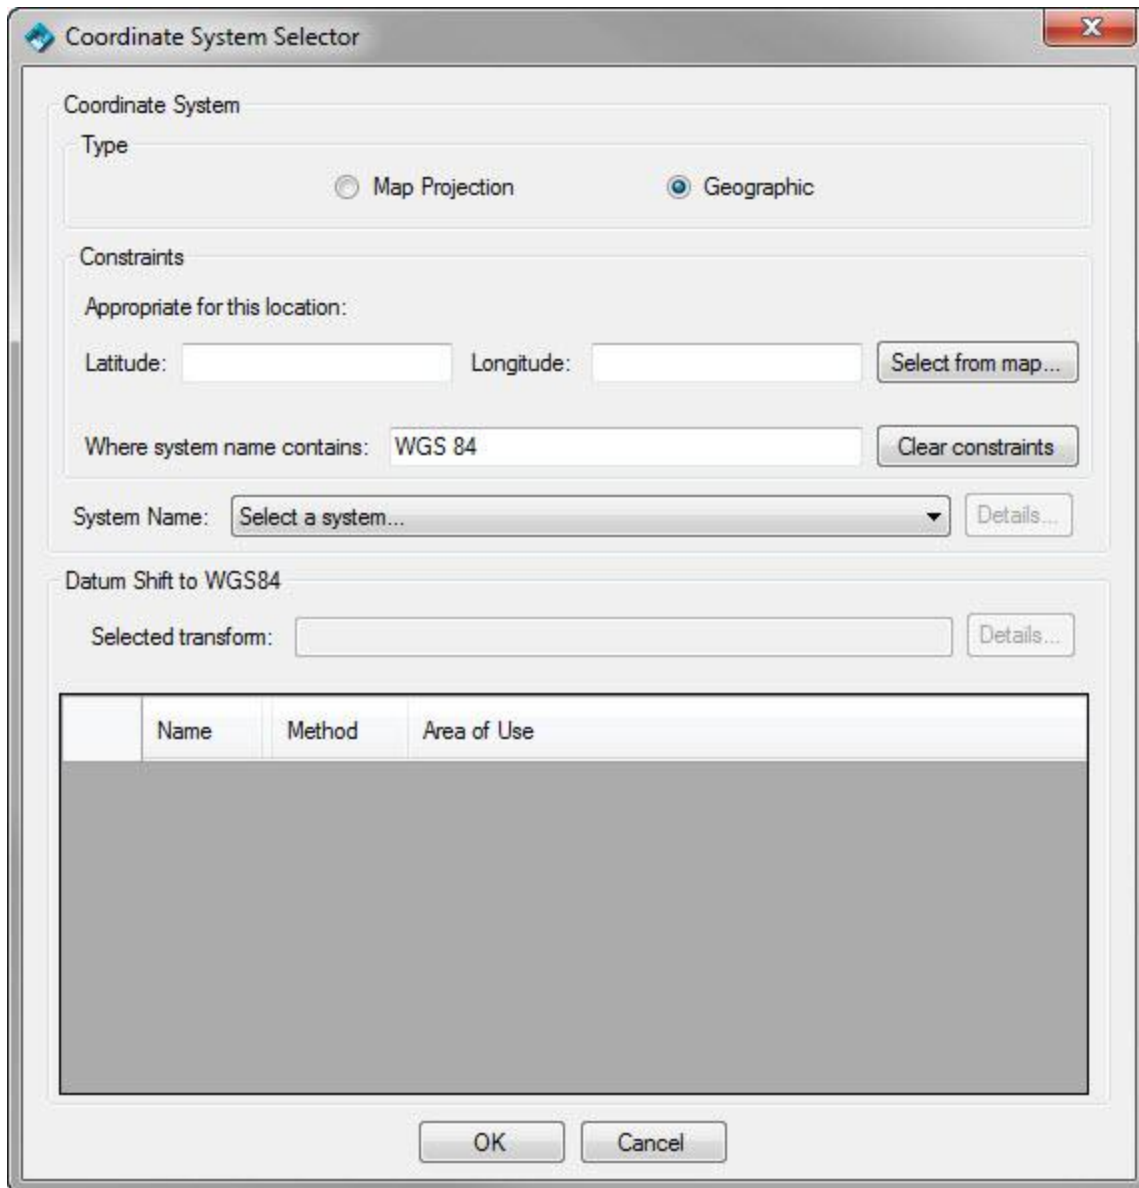 Coordinate System Selector
Coordinate System
Type
Map Projection Geographic
Constraints
Appropriate for this location:
Latitude: Longitude: Select from map...
Where system name contains: WGS 84 Clear constraints
System Name: Select a system... Details...
Datum Shift to WGS84
Selected transform: Details...
Name Method Area of Use
OK Cancel